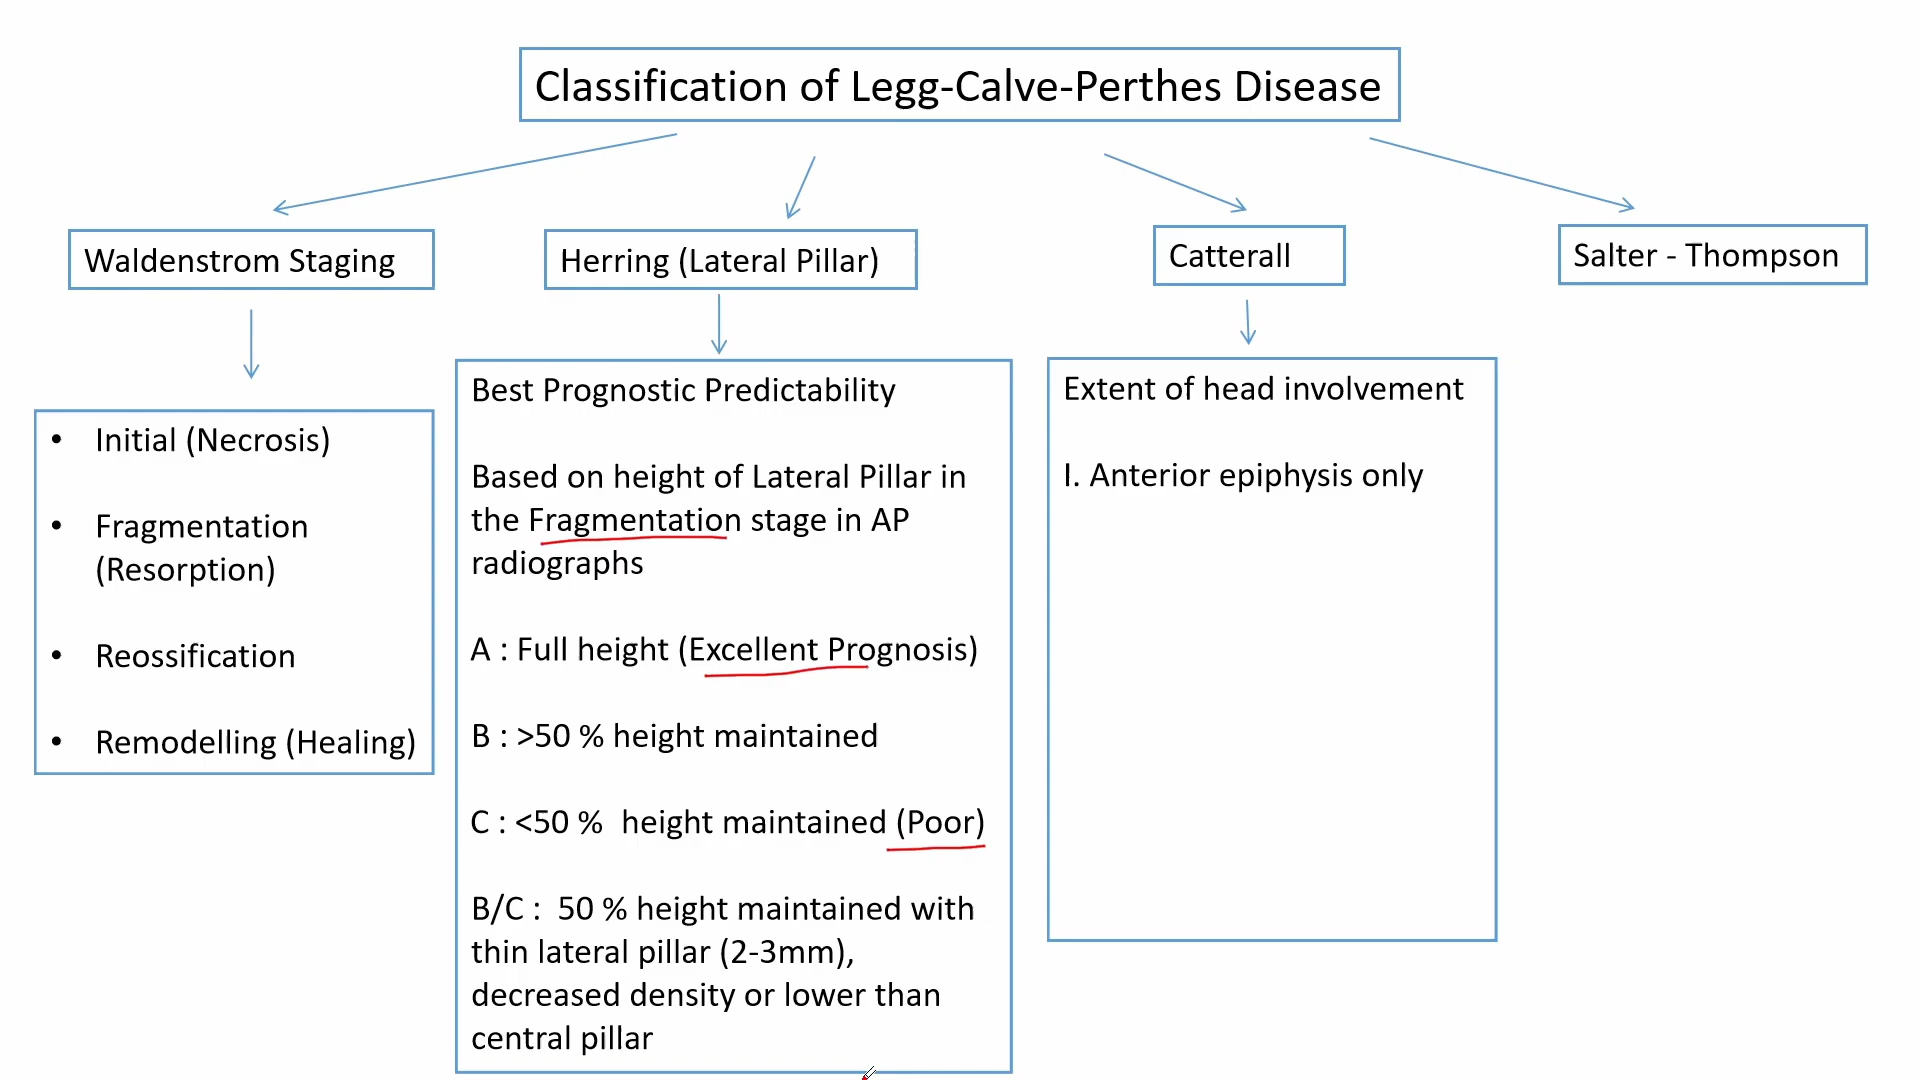 Classification of Legg-Calve-Perthes Disease
Waldenstrom Staging
Herring (Lateral Pillar)
Catterall
Salter - Thompson
• Initial (Necrosis)
• Fragmentation
(Resorption)
• Reossification
• Remodelling (Healing)
Best Prognostic Predictability
Based on height of Lateral Pillar in
the Fragmentation stage in AP
radiographs
A : Full height (Excellent Prognosis)
B : >50 % height maintained
C : <50 % height maintained (Poor)
B/C : 50 % height maintained with
thin lateral pillar (2-3mm),
decreased density or lower than
central pillar
Extent of head involvement
I. Anterior epiphysis only